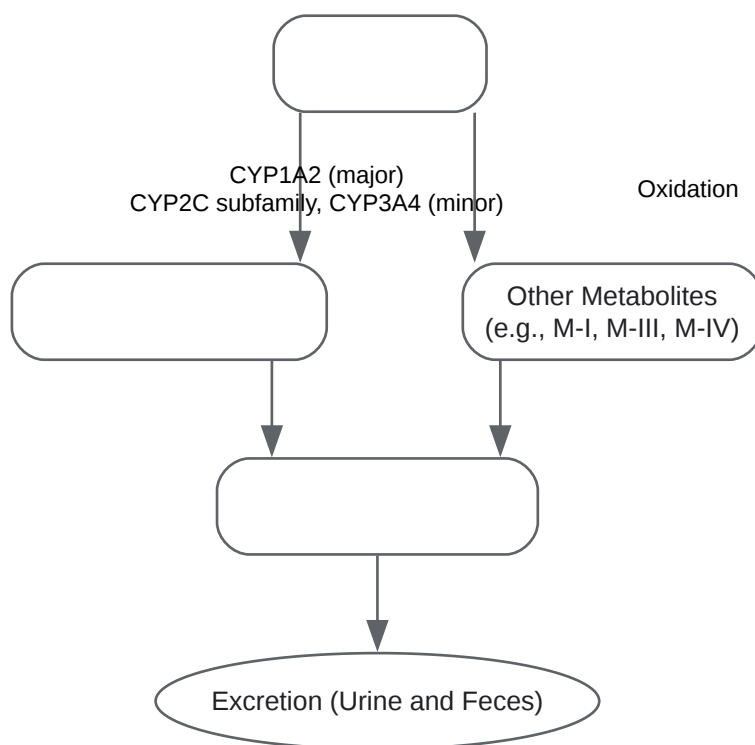 CYP1A2 (major)
CYP2C subfamily, CYP3A4 (minor)
Oxidation
Other Metabolites
(e.g., M-I, M-III, M-IV)
Excretion (Urine and Feces)